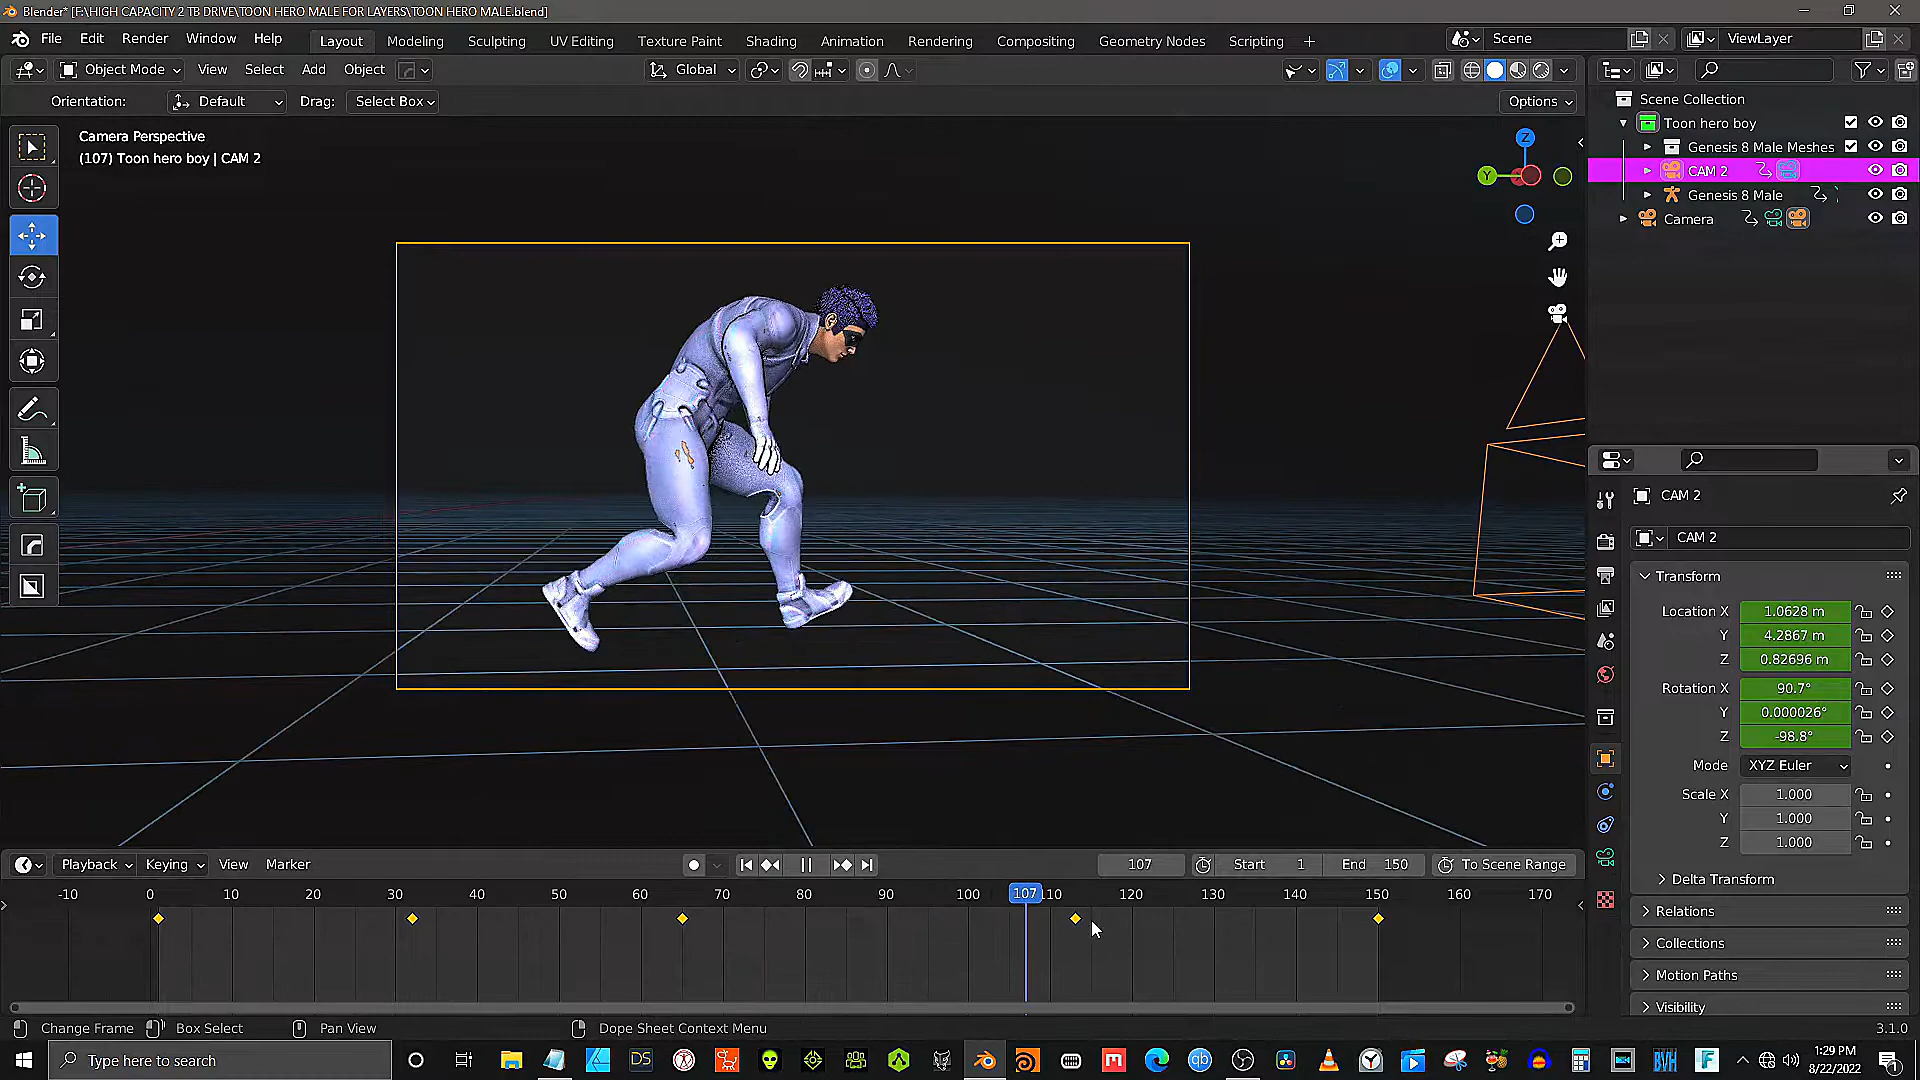 Blender* [F:\HIGH CAPACITY 2 TB DRIVE\TOON HERO MALE FOR LAYERS\TOON HERO MALE.blend]
File Edit Render Window Help Layout Modeling Sculpting UV Editing Texture Paint Shading Animation Rendering Compositing Geometry Nodes Scripting + Scene ViewLayer
Object Mode View Select Add Object Global
Orientation: Default Drag: Select Box Options
Scene Collection
Toon hero boy
Genesis 8 Male Meshes
CAM 2
Genesis 8 Male
Camera
Camera Perspective
(107) Toon hero boy | CAM 2
Z
Y
CAM 2
CAM 2
Transform
Location X 1.0628 m
Y 4.2867 m
Z 0.82696 m
Rotation X 90.7°
Y 0.000026°
Z -98.8°
Mode XYZ Euler
Scale X 1.000
Y 1.000
Z 1.000
Delta Transform
Relations
Collections
Motion Paths
Visibility
Playback Keying View Marker 107 Start 1 End 150 To Scene Range
-10 0 10 20 30 40 50 60 70 80 90 100 107 110 120 130 140 150 160 170
Change Frame Box Select Pan View Dope Sheet Context Menu 3.1.0
Type here to search
DS
M
qb
BVH
F
1:29 PM
8/22/2022
1